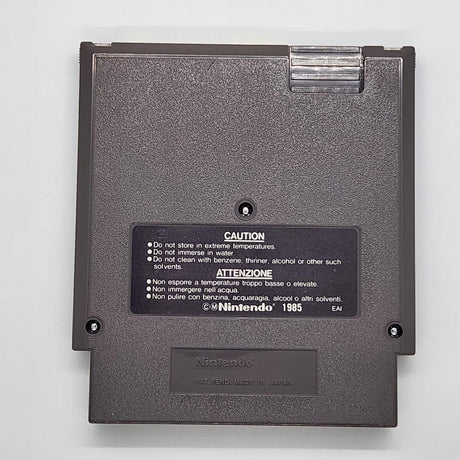 CAUTION
●Do not store in extreme temperatures.
●Do not immerse in water.
●Do not clean with benzene, thinner, alcohol or other such
solvents.
ATTENZIONE
●Non esporre a temperature troppo basse o elevate.
●Non immergere nell'acqua.
●Non pulire con benzina, acquaragia, alcool o altri solventi.
©ⓂNintendo® 1985 EAI
Nintendo®
PAT. PEND. MADE IN JAPAN